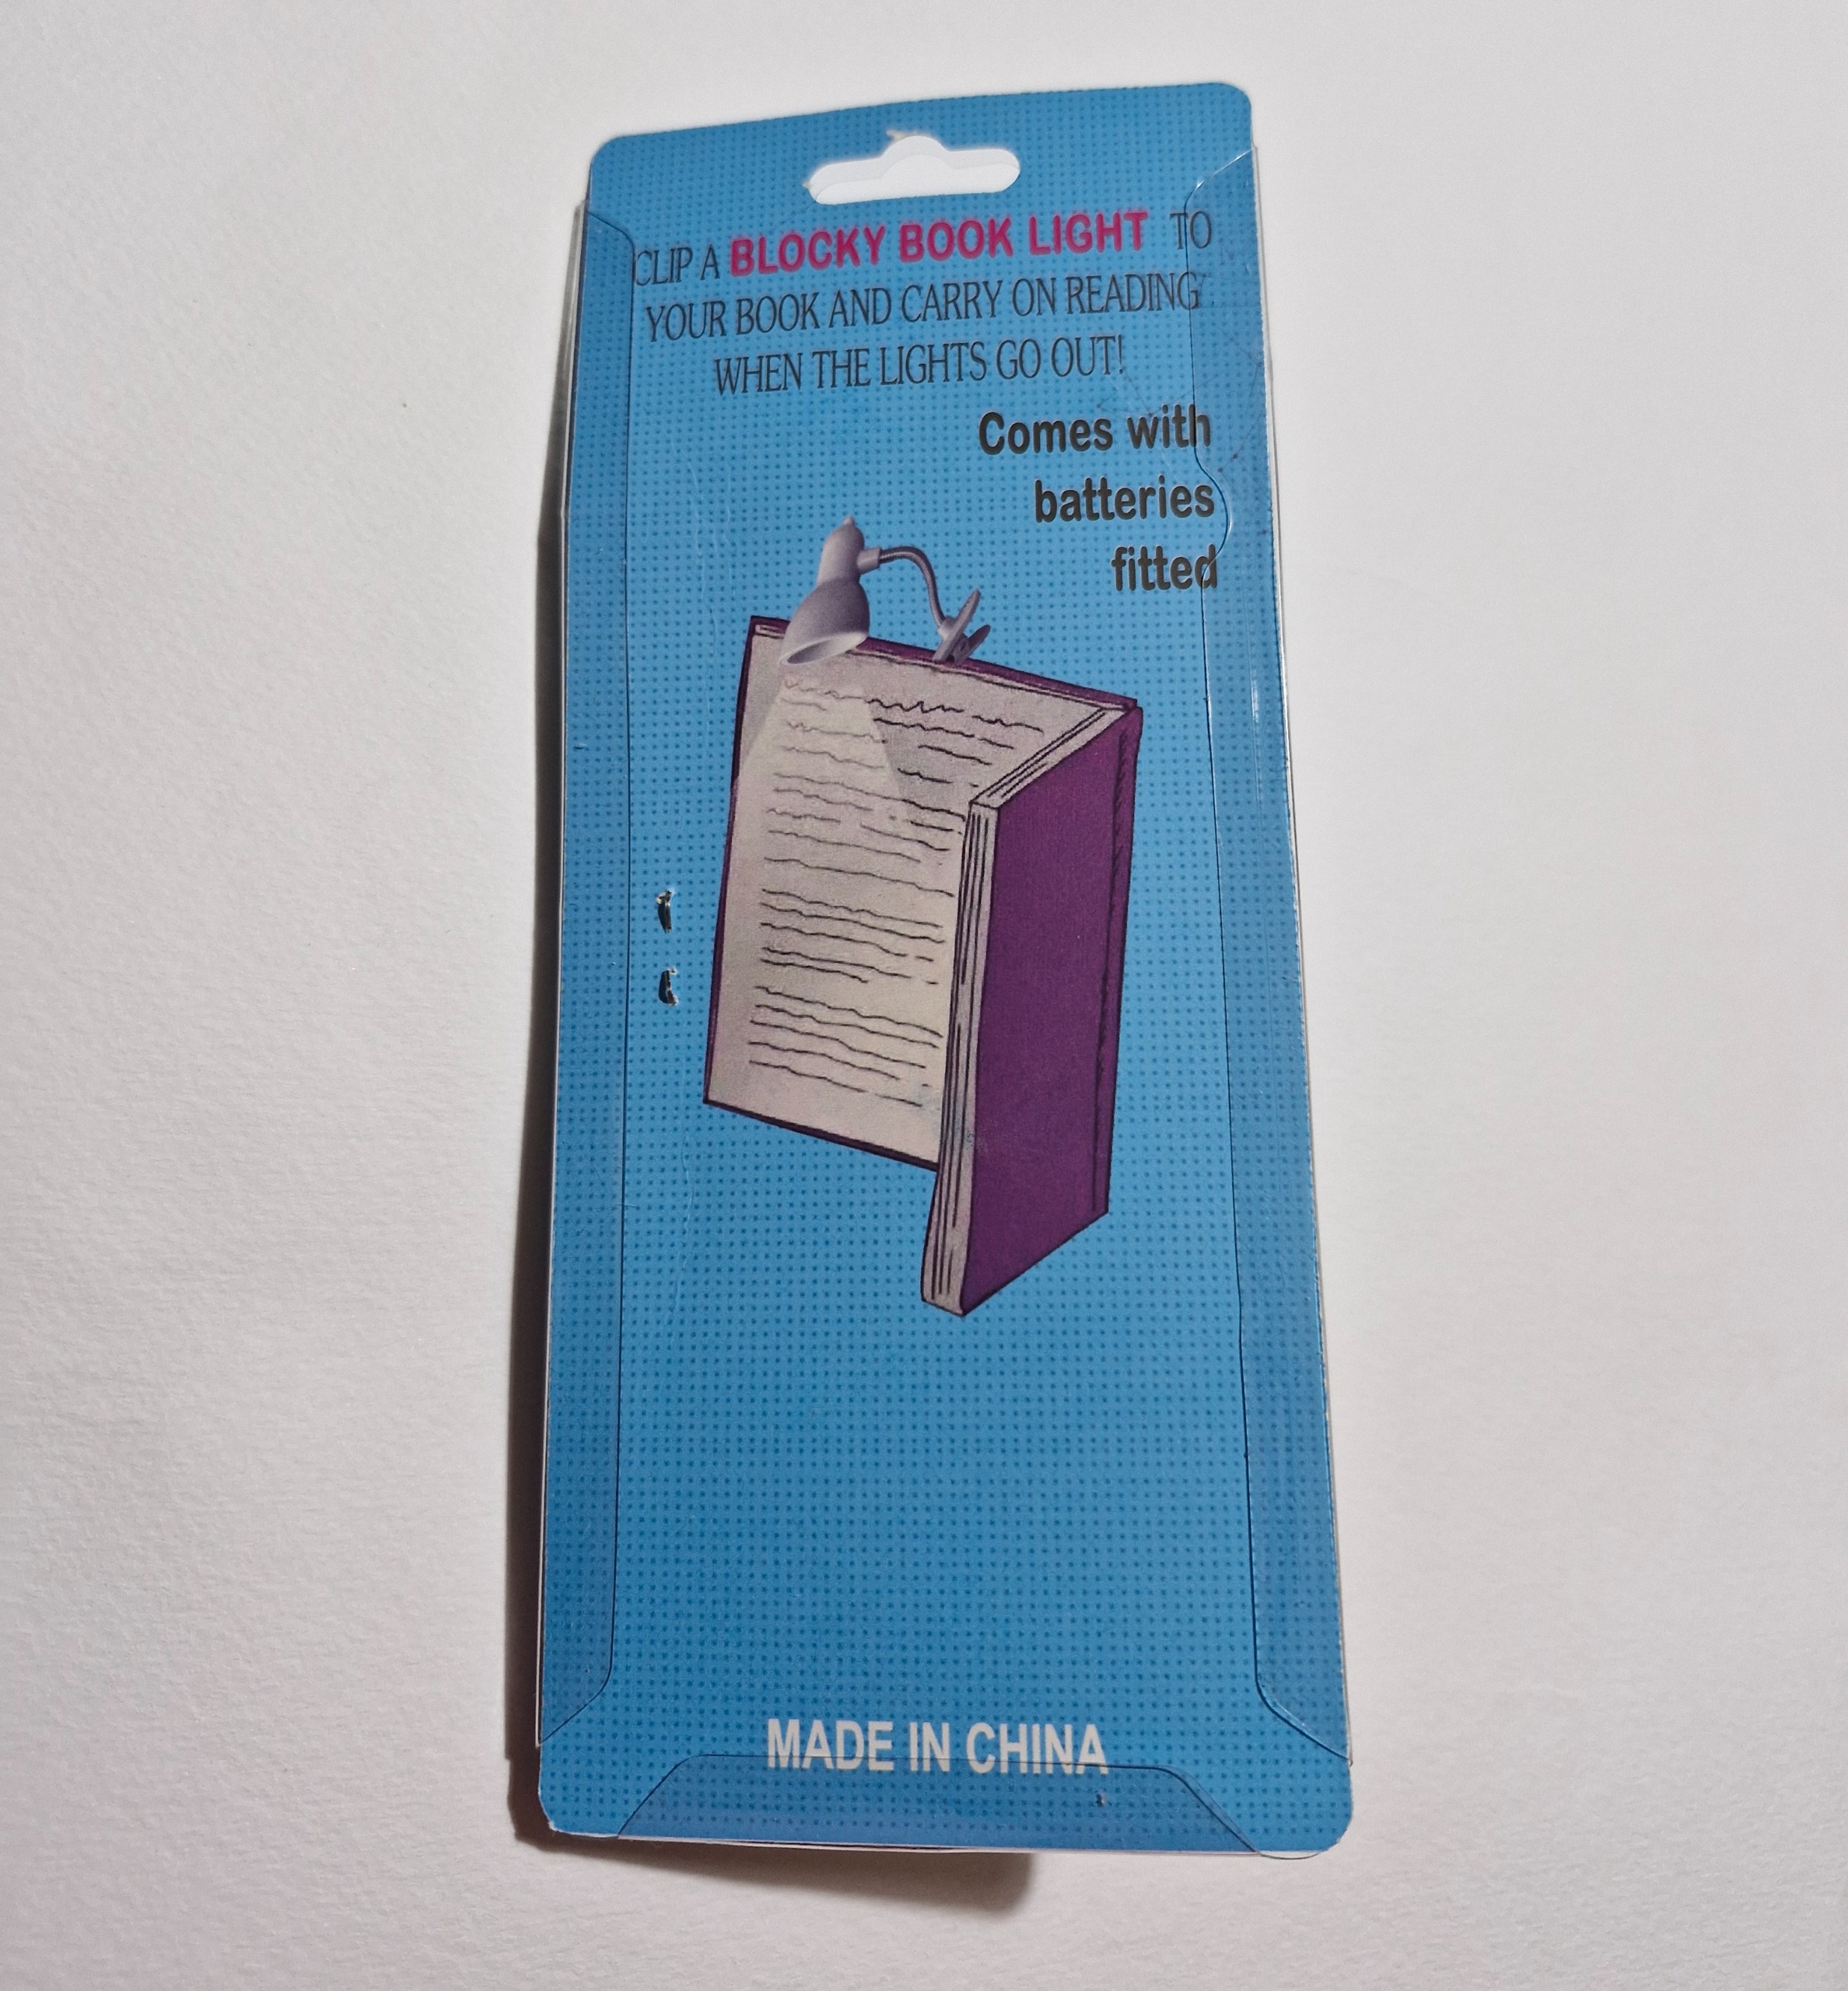 CLIP A BLOCKY BOOK LIGHT TO
YOUR BOOK AND CARRY ON READING
WHEN THE LIGHTS GO OUT!
Comes with
batteries
fitted
MADE IN CHINA